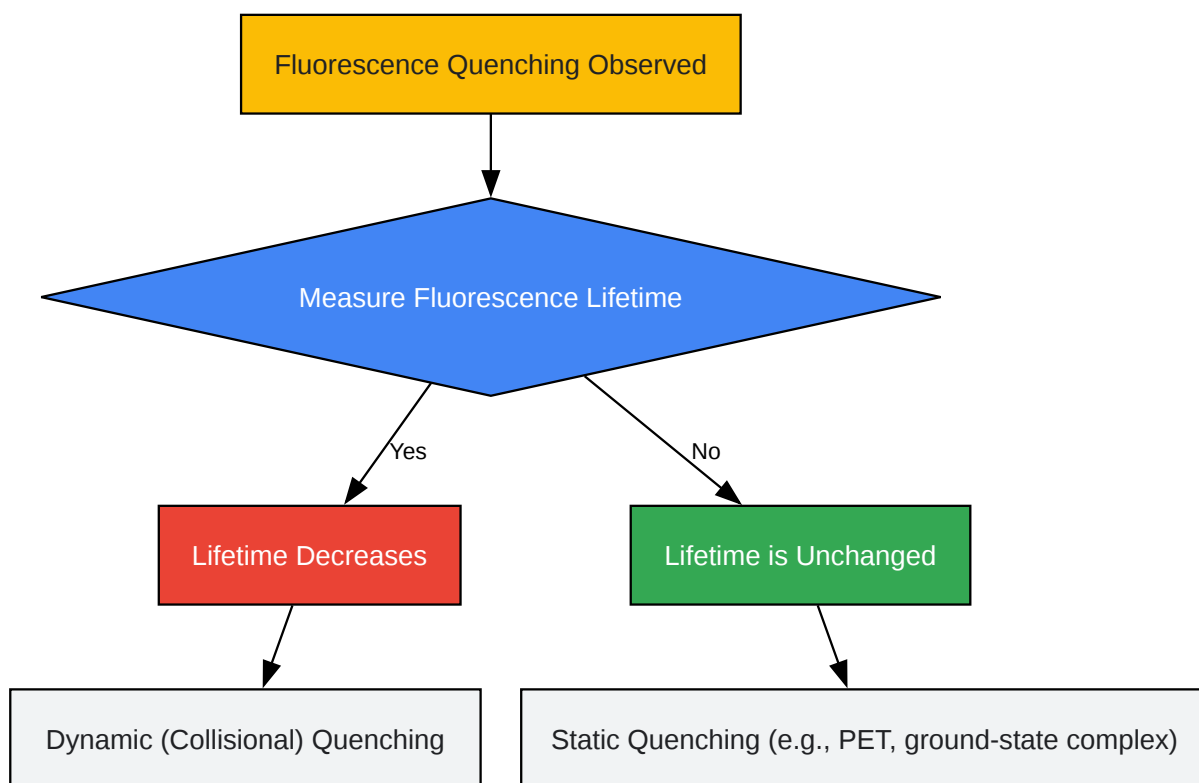 Fluorescence Quenching Observed
Measure Fluorescence Lifetime
Yes
No
Lifetime Decreases
Lifetime is Unchanged
Dynamic (Collisional) Quenching
Static Quenching (e.g., PET, ground-state complex)